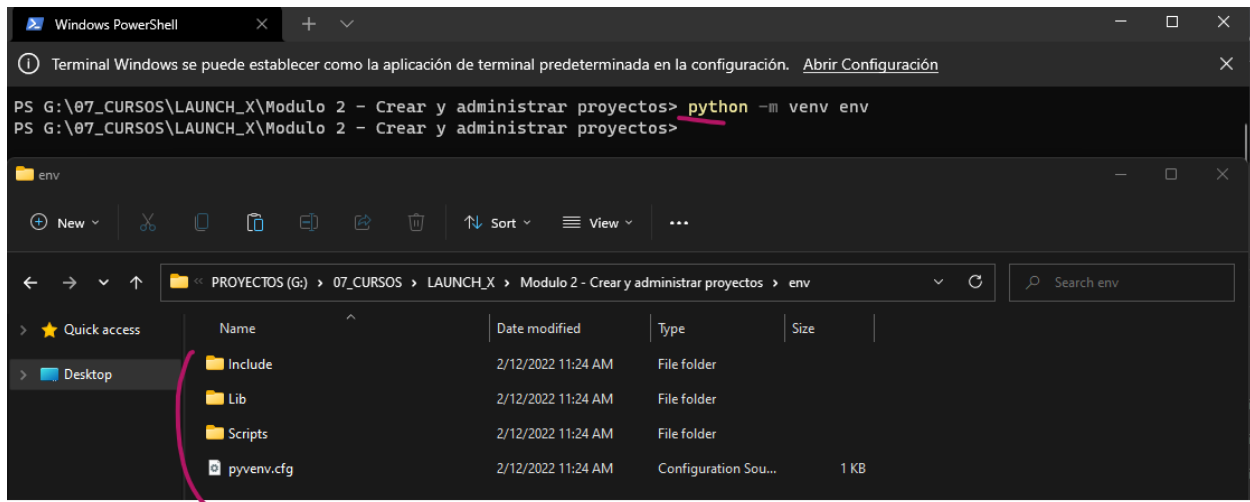 Windows PowerShell
Terminal Windows se puede establecer como la aplicación de terminal predeterminada en la configuración. Abrir Configuración
PS G:\07_CURSOS\LAUNCH_X\Modulo 2 - Crear y administrar proyectos> python -m venv env
PS G:\07_CURSOS\LAUNCH_X\Modulo 2 - Crear y administrar proyectos>
env
New Sort View
PROYECTOS (G:) › 07_CURSOS › LAUNCH_X › Modulo 2 - Crear y administrar proyectos › env Search env
Quick access Name Date modified Type Size
Include 2/12/2022 11:24 AM File folder
Desktop
Lib 2/12/2022 11:24 AM File folder
Scripts 2/12/2022 11:24 AM File folder
pyvenv.cfg 2/12/2022 11:24 AM Configuration Sou... 1 KB